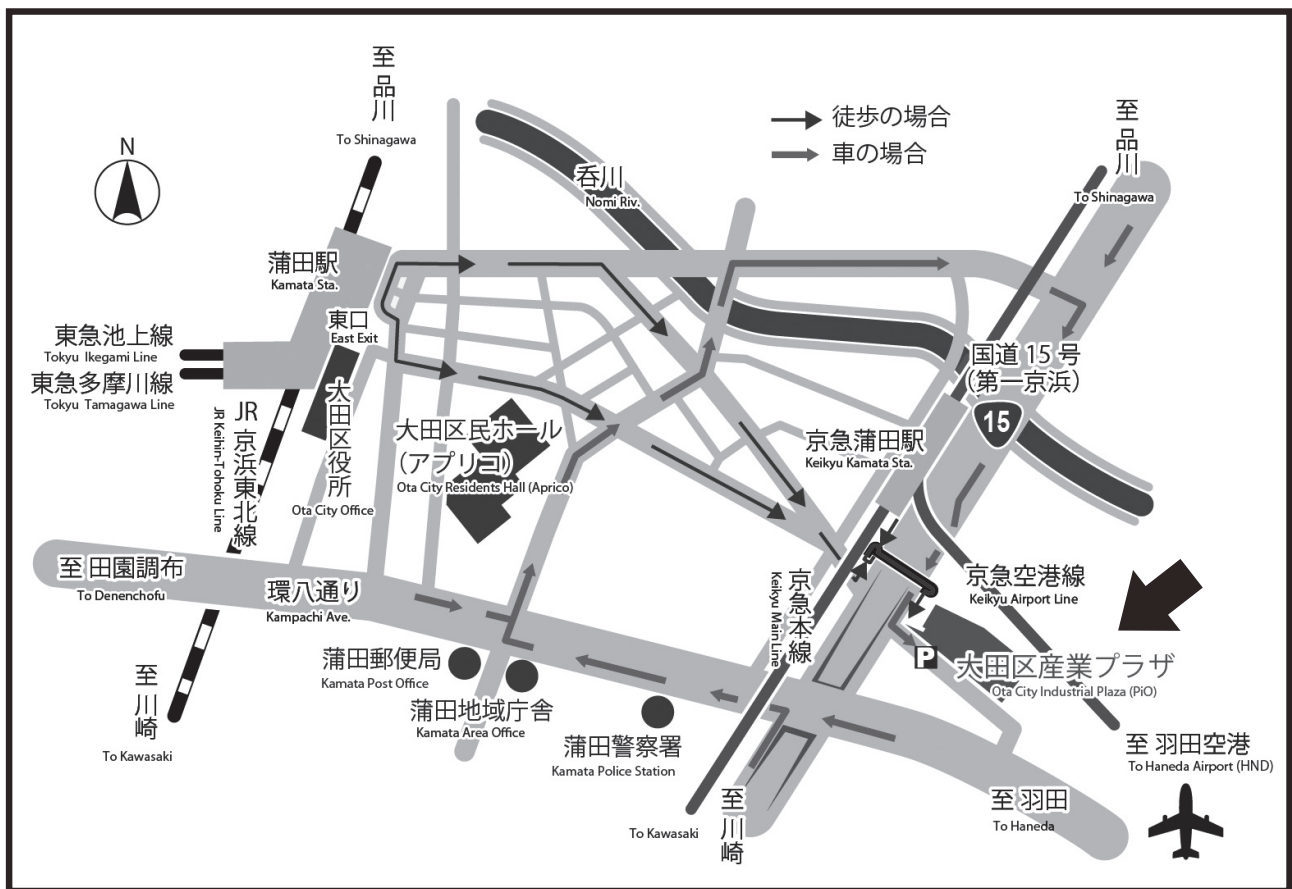 至 品川
To Shinagawa
N
徒歩の場合
車の場合
至 品川
To Shinagawa
呑川
Nomi Riv.
蒲田駅
Kamata Sta.
東口
East Exit
東急池上線
Tokyu Ikegami Line
東急多摩川線
Tokyu Tamagawa Line
国道 15 号
(第一京浜)
15
JR 京浜東北線
JR Keihin-Tohoku Line
大田区役所
Ota City Office
大田区民ホール
(アプリコ)
Ota City Residents Hall (Aprico)
京急蒲田駅
Keikyu Kamata Sta.
至 田園調布
To Denenchofu
環八通り
Kampachi Ave.
京急本線
Keikyu Main Line
京急空港線
Keikyu Airport Line
蒲田郵便局
Kamata Post Office
蒲田地域庁舎
Kamata Area Office
蒲田警察署
Kamata Police Station
P
大田区産業プラザ
Ota City Industrial Plaza (PiO)
至 川崎
To Kawasaki
至 羽田空港
To Haneda Airport (HND)
至 川崎
To Kawasaki
至 羽田
To Haneda